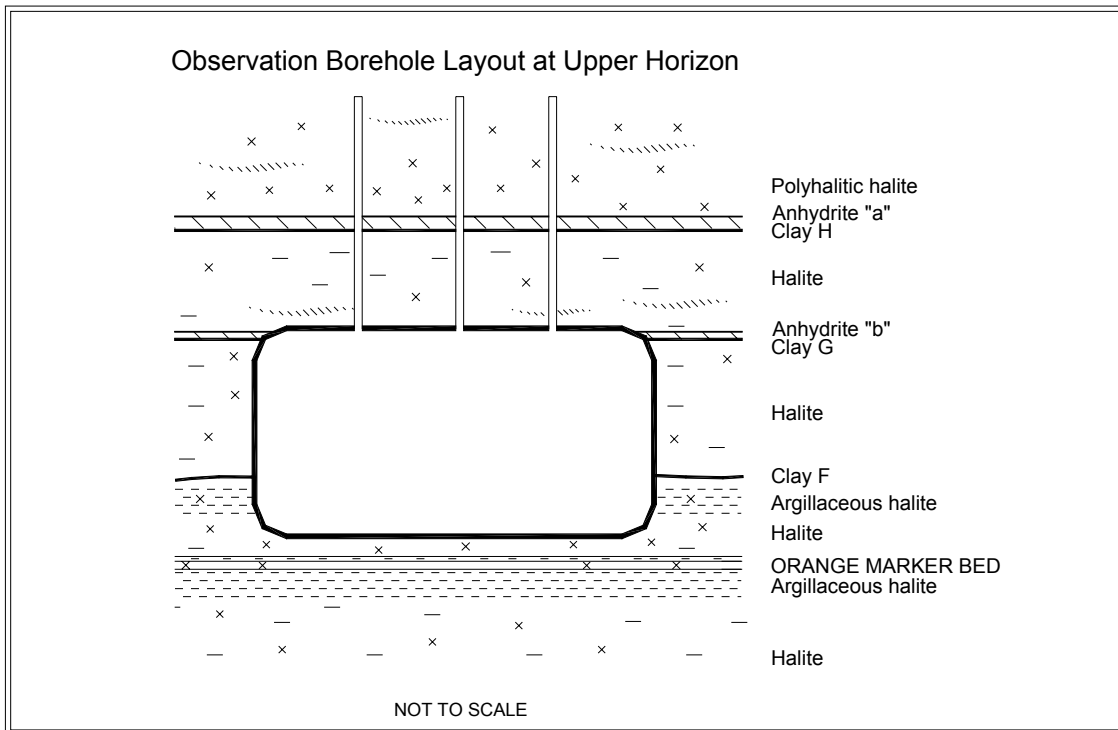 Observation Borehole Layout at Upper Horizon
Polyhalitic halite
Anhydrite "a"
Clay H
Halite
Anhydrite "b"
Clay G
Halite
Clay F
Argillaceous halite
Halite
ORANGE MARKER BED
Argillaceous halite
Halite
NOT TO SCALE